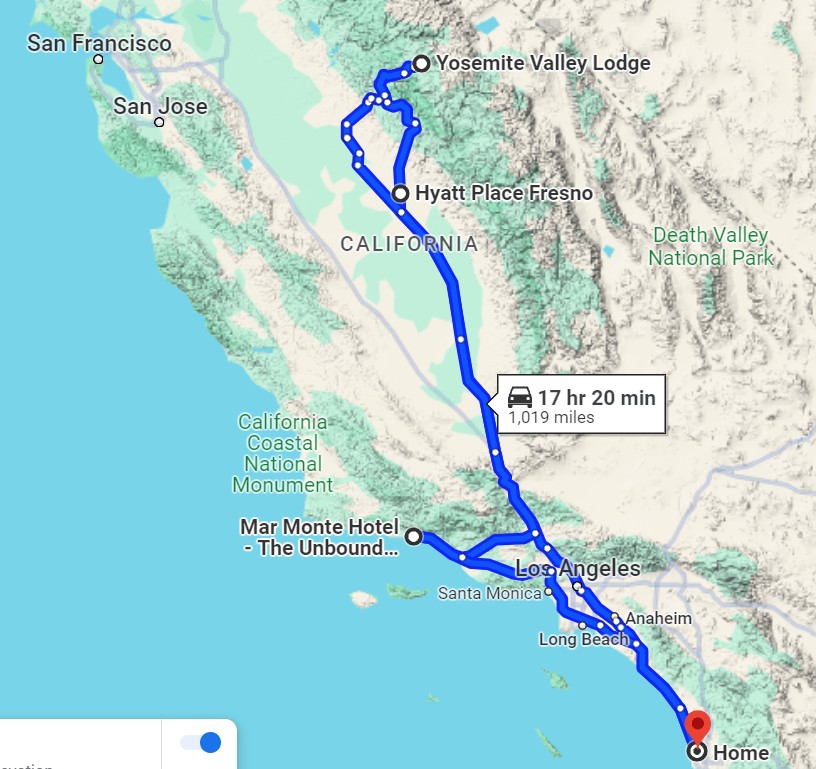 San Francisco
Yosemite Valley Lodge
San Jose
Hyatt Place Fresno
CALIFORNIA
Death Valley
National Park
17 hr 20 min
1,019 miles
California
Coastal
National
Monument
Mar Monte Hotel
- The Unbound...
Los Angeles
Santa Monica
Anaheim
Long Beach
Home